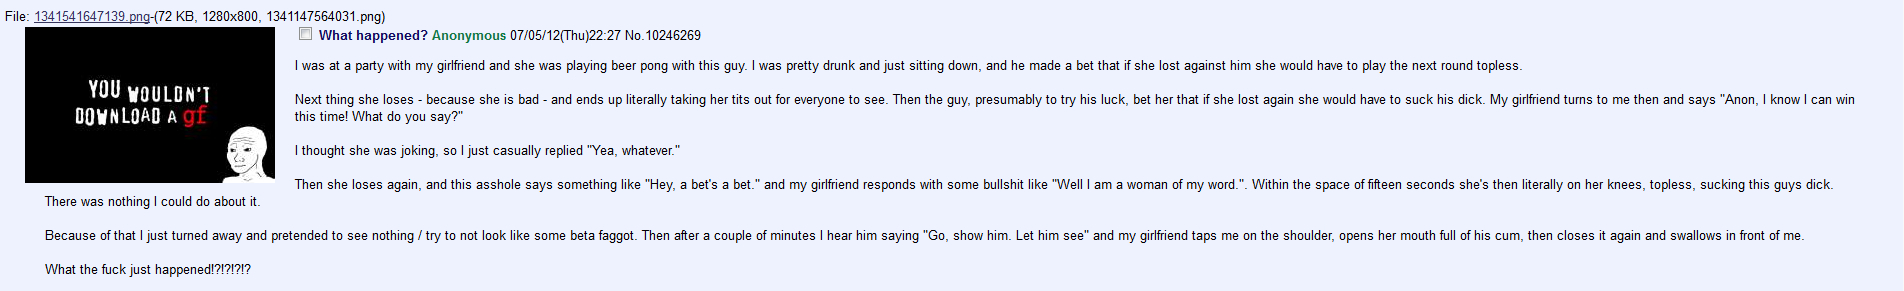 File: 1341541647139.png-(72 KB, 1280x800, 1341147564031.png)
YOU WOULDN'T
DOWNLOAD A gf
What happened? Anonymous 07/05/12(Thu)22:27 No.10246269
I was at a party with my girlfriend and she was playing beer pong with this guy. I was pretty drunk and just sitting down, and he made a bet that if she lost against him she would have to play the next round topless.
Next thing she loses - because she is bad - and ends up literally taking her tits out for everyone to see. Then the guy, presumably to try his luck, bet her that if she lost again she would have to suck his dick. My girlfriend turns to me then and says "Anon, I know I can win
this time! What do you say?"
I thought she was joking, so I just casually replied "Yea, whatever."
Then she loses again, and this asshole says something like "Hey, a bet's a bet." and my girlfriend responds with some bullshit like "Well I am a woman of my word.". Within the space of fifteen seconds she's then literally on her knees, topless, sucking this guys dick.
There was nothing I could do about it.
Because of that I just turned away and pretended to see nothing / try to not look like some beta faggot. Then after a couple of minutes I hear him saying "Go, show him. Let him see" and my girlfriend taps me on the shoulder, opens her mouth full of his cum, then closes it again and swallows in front of me.
What the fuck just happened!?!?!?!?